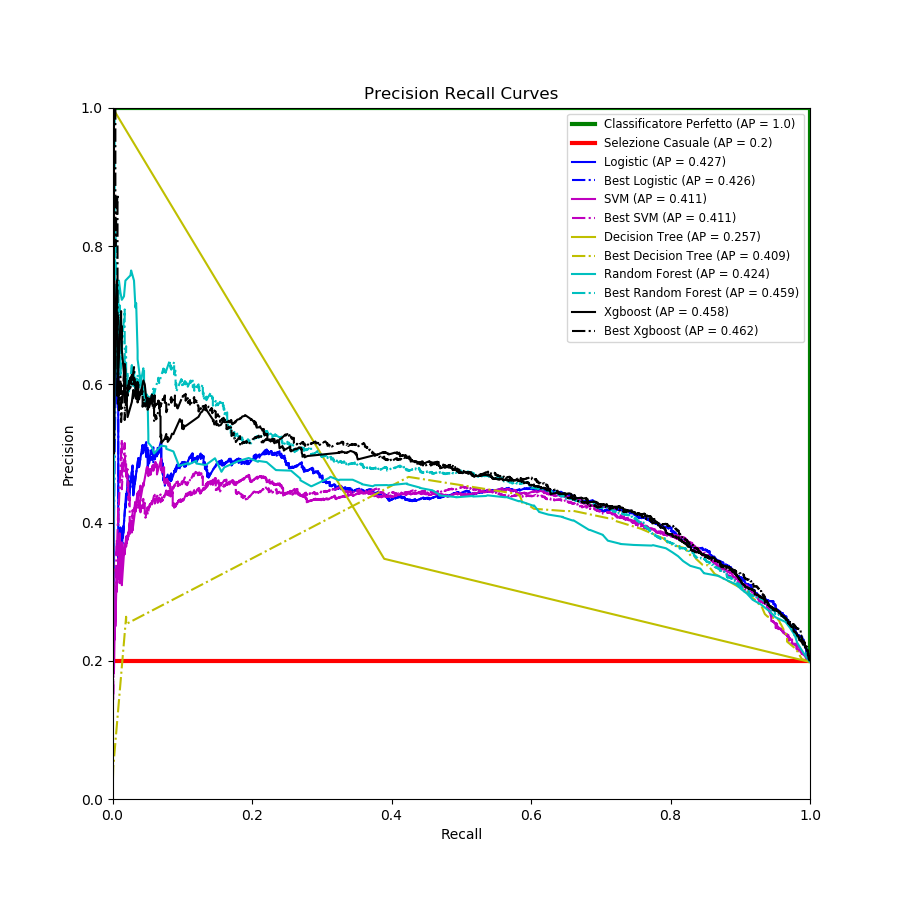 Precision Recall Curves
1.0
0.8
0.6
0.4
0.2
0.0
Precision
Classificatore Perfetto (AP = 1.0)
Selezione Casuale (AP = 0.2)
Logistic (AP = 0.427)
Best Logistic (AP = 0.426)
SVM (AP = 0.411)
Best SVM (AP = 0.411)
Decision Tree (AP = 0.257)
Best Decision Tree (AP = 0.409)
Random Forest (AP = 0.424)
Best Random Forest (AP = 0.459)
Xgboost (AP = 0.458)
Best Xgboost (AP = 0.462)
0.0 0.2 0.4 0.6 0.8 1.0
Recall